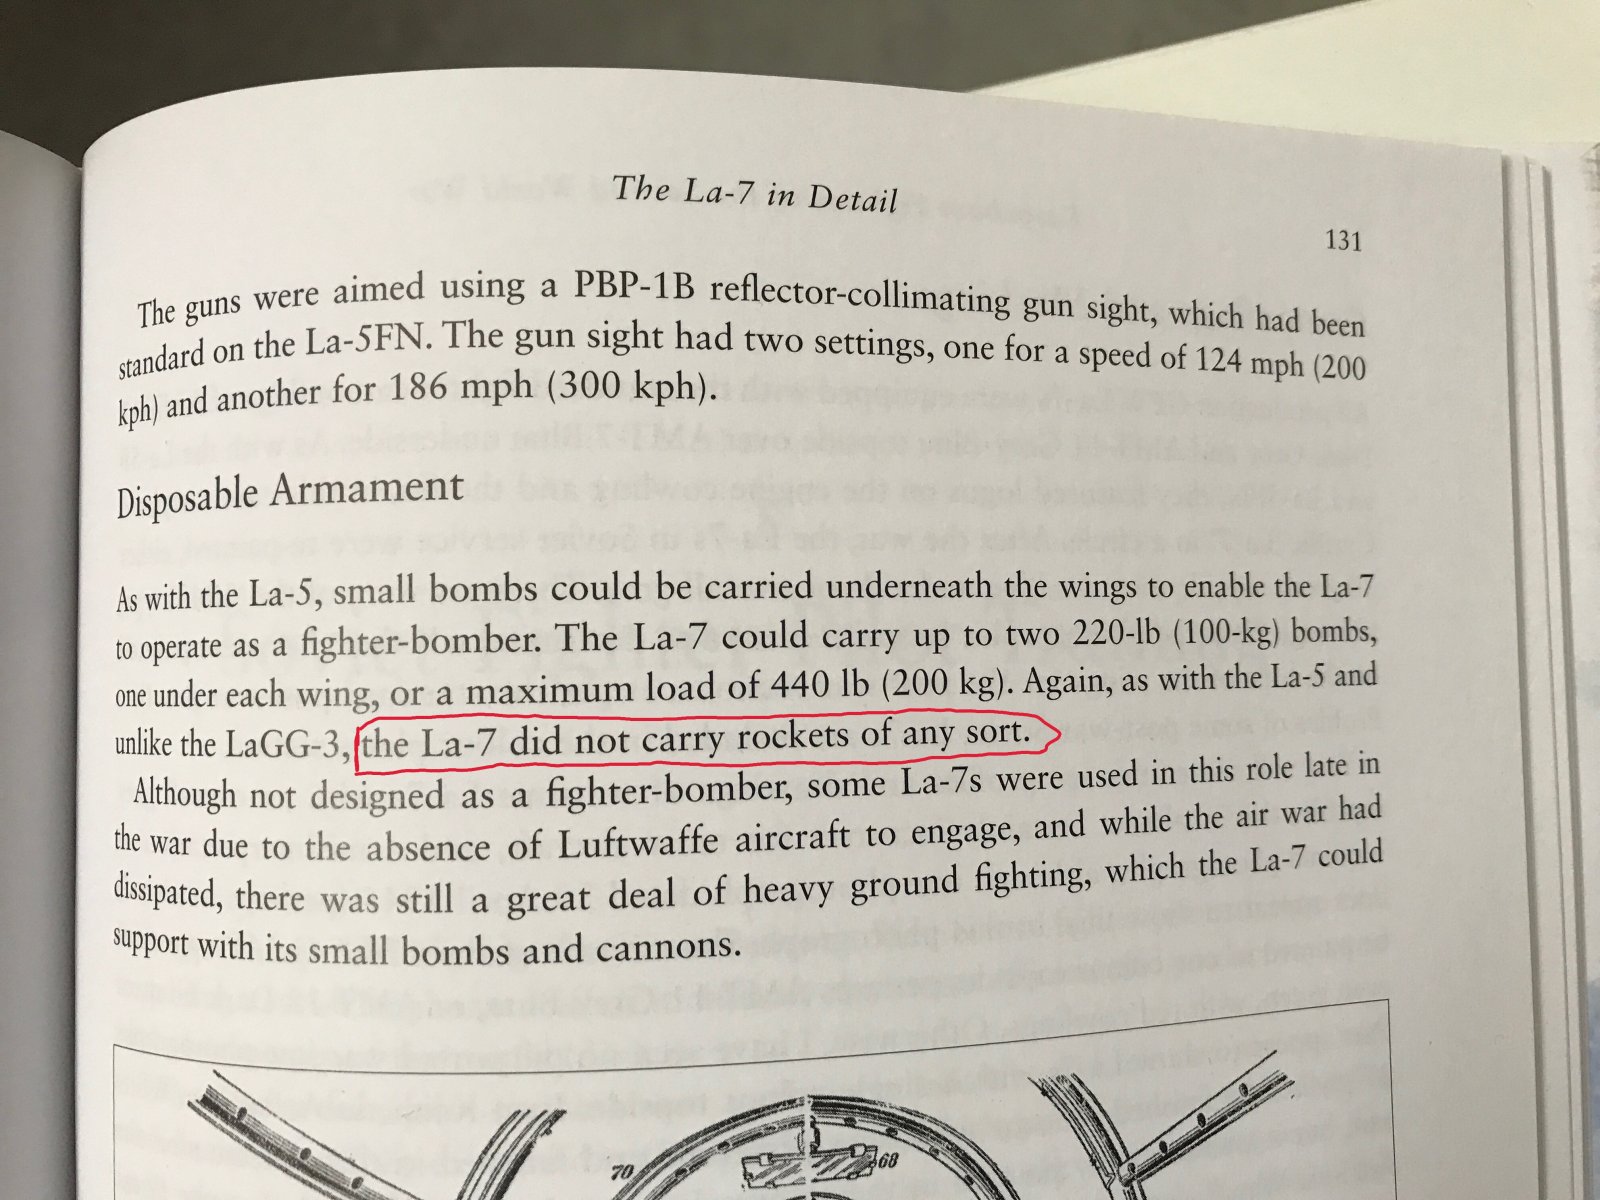 The La-7 in Detail
131
The guns were aimed using a PBP-1B reflector-collimating gun sight, which had been
standard on the La-5FN. The gun sight had two settings, one for a speed of 124 mph (200
kph) and another for 186 mph (300 kph).
Disposable Armament
As with the La-5, small bombs could be carried underneath the wings to enable the La-7
to operate as a fighter-bomber. The La-7 could carry up to two 220-lb (100-kg) bombs,
one under each wing, or a maximum load of 440 lb (200 kg). Again, as with the La-5 and
unlike the LaGG-3, the La-7 did not carry rockets of any sort.
Although not designed as a fighter-bomber, some La-7s were used in this role late in
the war due to the absence of Luftwaffe aircraft to engage, and while the air war had
dissipated, there was still a great deal of heavy ground fighting, which the La-7 could
support with its small bombs and cannons.
70 68